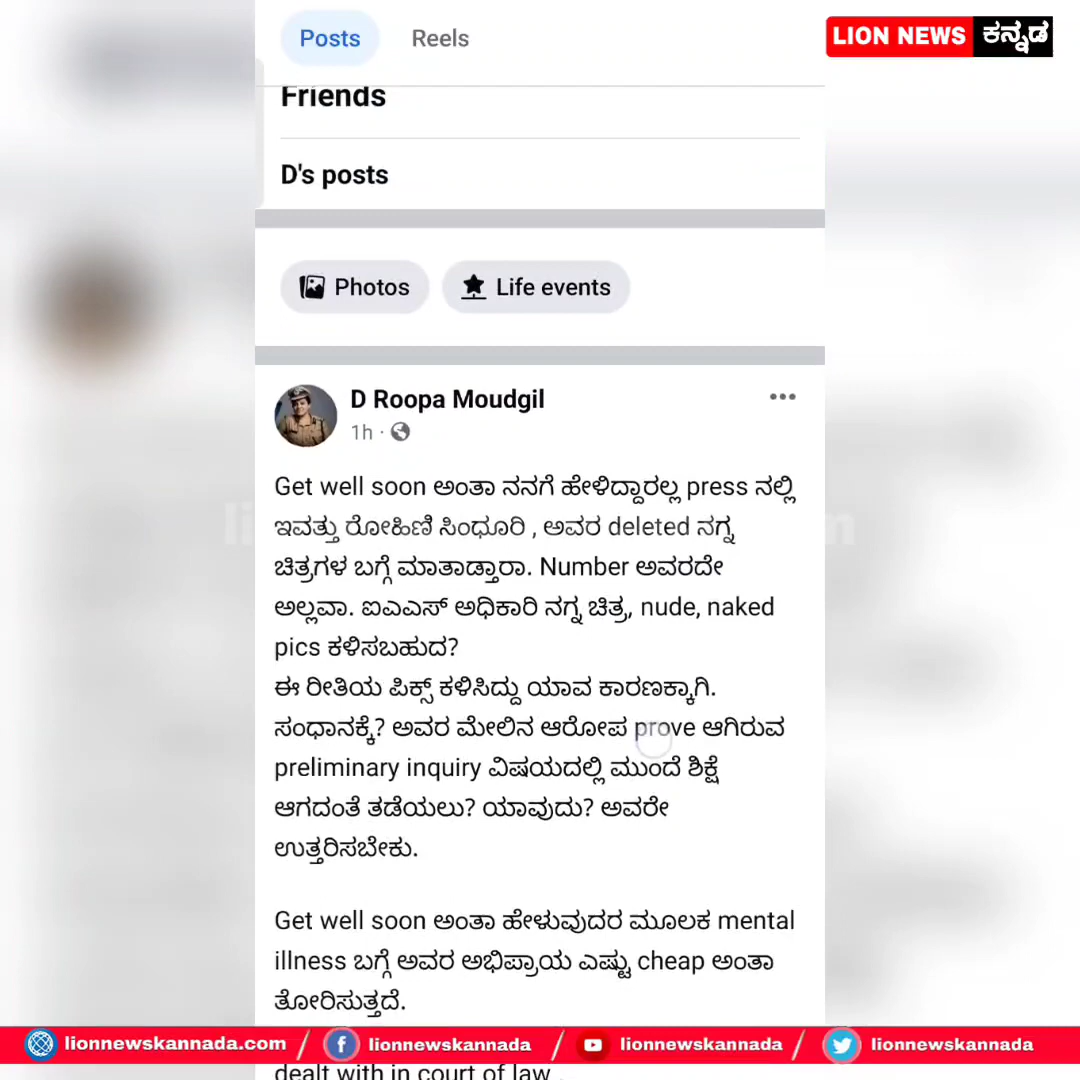 Posts Reels
LION NEWS ಕನ್ನಡ
Friends
D's posts
Photos Life events
D Roopa Moudgil
1h ·
Get well soon ಅಂತಾ ನನಗೆ ಹೇಳಿದ್ದಾರಲ್ಲ press ನಲ್ಲಿ
ಇವತ್ತು ರೋಹಿಣಿ ಸಿಂಧೂರಿ , ಅವರ deleted ನಗ್ನ
ಚಿತ್ರಗಳ ಬಗ್ಗೆ ಮಾತಾಡ್ತಾರಾ. Number ಅವರದೇ
ಅಲ್ಲವಾ. ಐಎಎಸ್ ಅಧಿಕಾರಿ ನಗ್ನ ಚಿತ್ರ, nude, naked
pics ಕಳಿಸಬಹುದ?
ಈ ರೀತಿಯ ಪಿಕ್ಸ್ ಕಳಿಸಿದ್ದು ಯಾವ ಕಾರಣಕ್ಕಾಗಿ.
ಸಂಧಾನಕ್ಕೆ? ಅವರ ಮೇಲಿನ ಆರೋಪ prove ಆಗಿರುವ
preliminary inquiry ವಿಷಯದಲ್ಲಿ ಮುಂದೆ ಶಿಕ್ಷೆ
ಆಗದಂತೆ ತಡೆಯಲು? ಯಾವುದು? ಅವರೇ
ಉತ್ತರಿಸಬೇಕು.
Get well soon ಅಂತಾ ಹೇಳುವುದರ ಮೂಲಕ mental
illness ಬಗ್ಗೆ ಅವರ ಅಭಿಪ್ರಾಯ ಎಷ್ಟು cheap ಅಂತಾ
ತೋರಿಸುತ್ತದೆ.
lionnewskannada.com / lionnewskannada / lionnewskannada / lionnewskannada
dealt with in court of law .